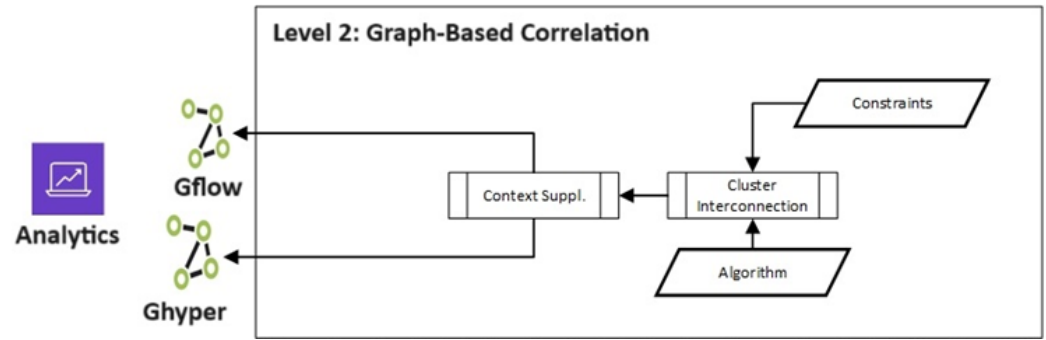 Level 2: Graph-Based Correlation
Constraints
Gflow
Context Suppl.
Cluster
Interconnection
Analytics
Algorithm
Ghyper